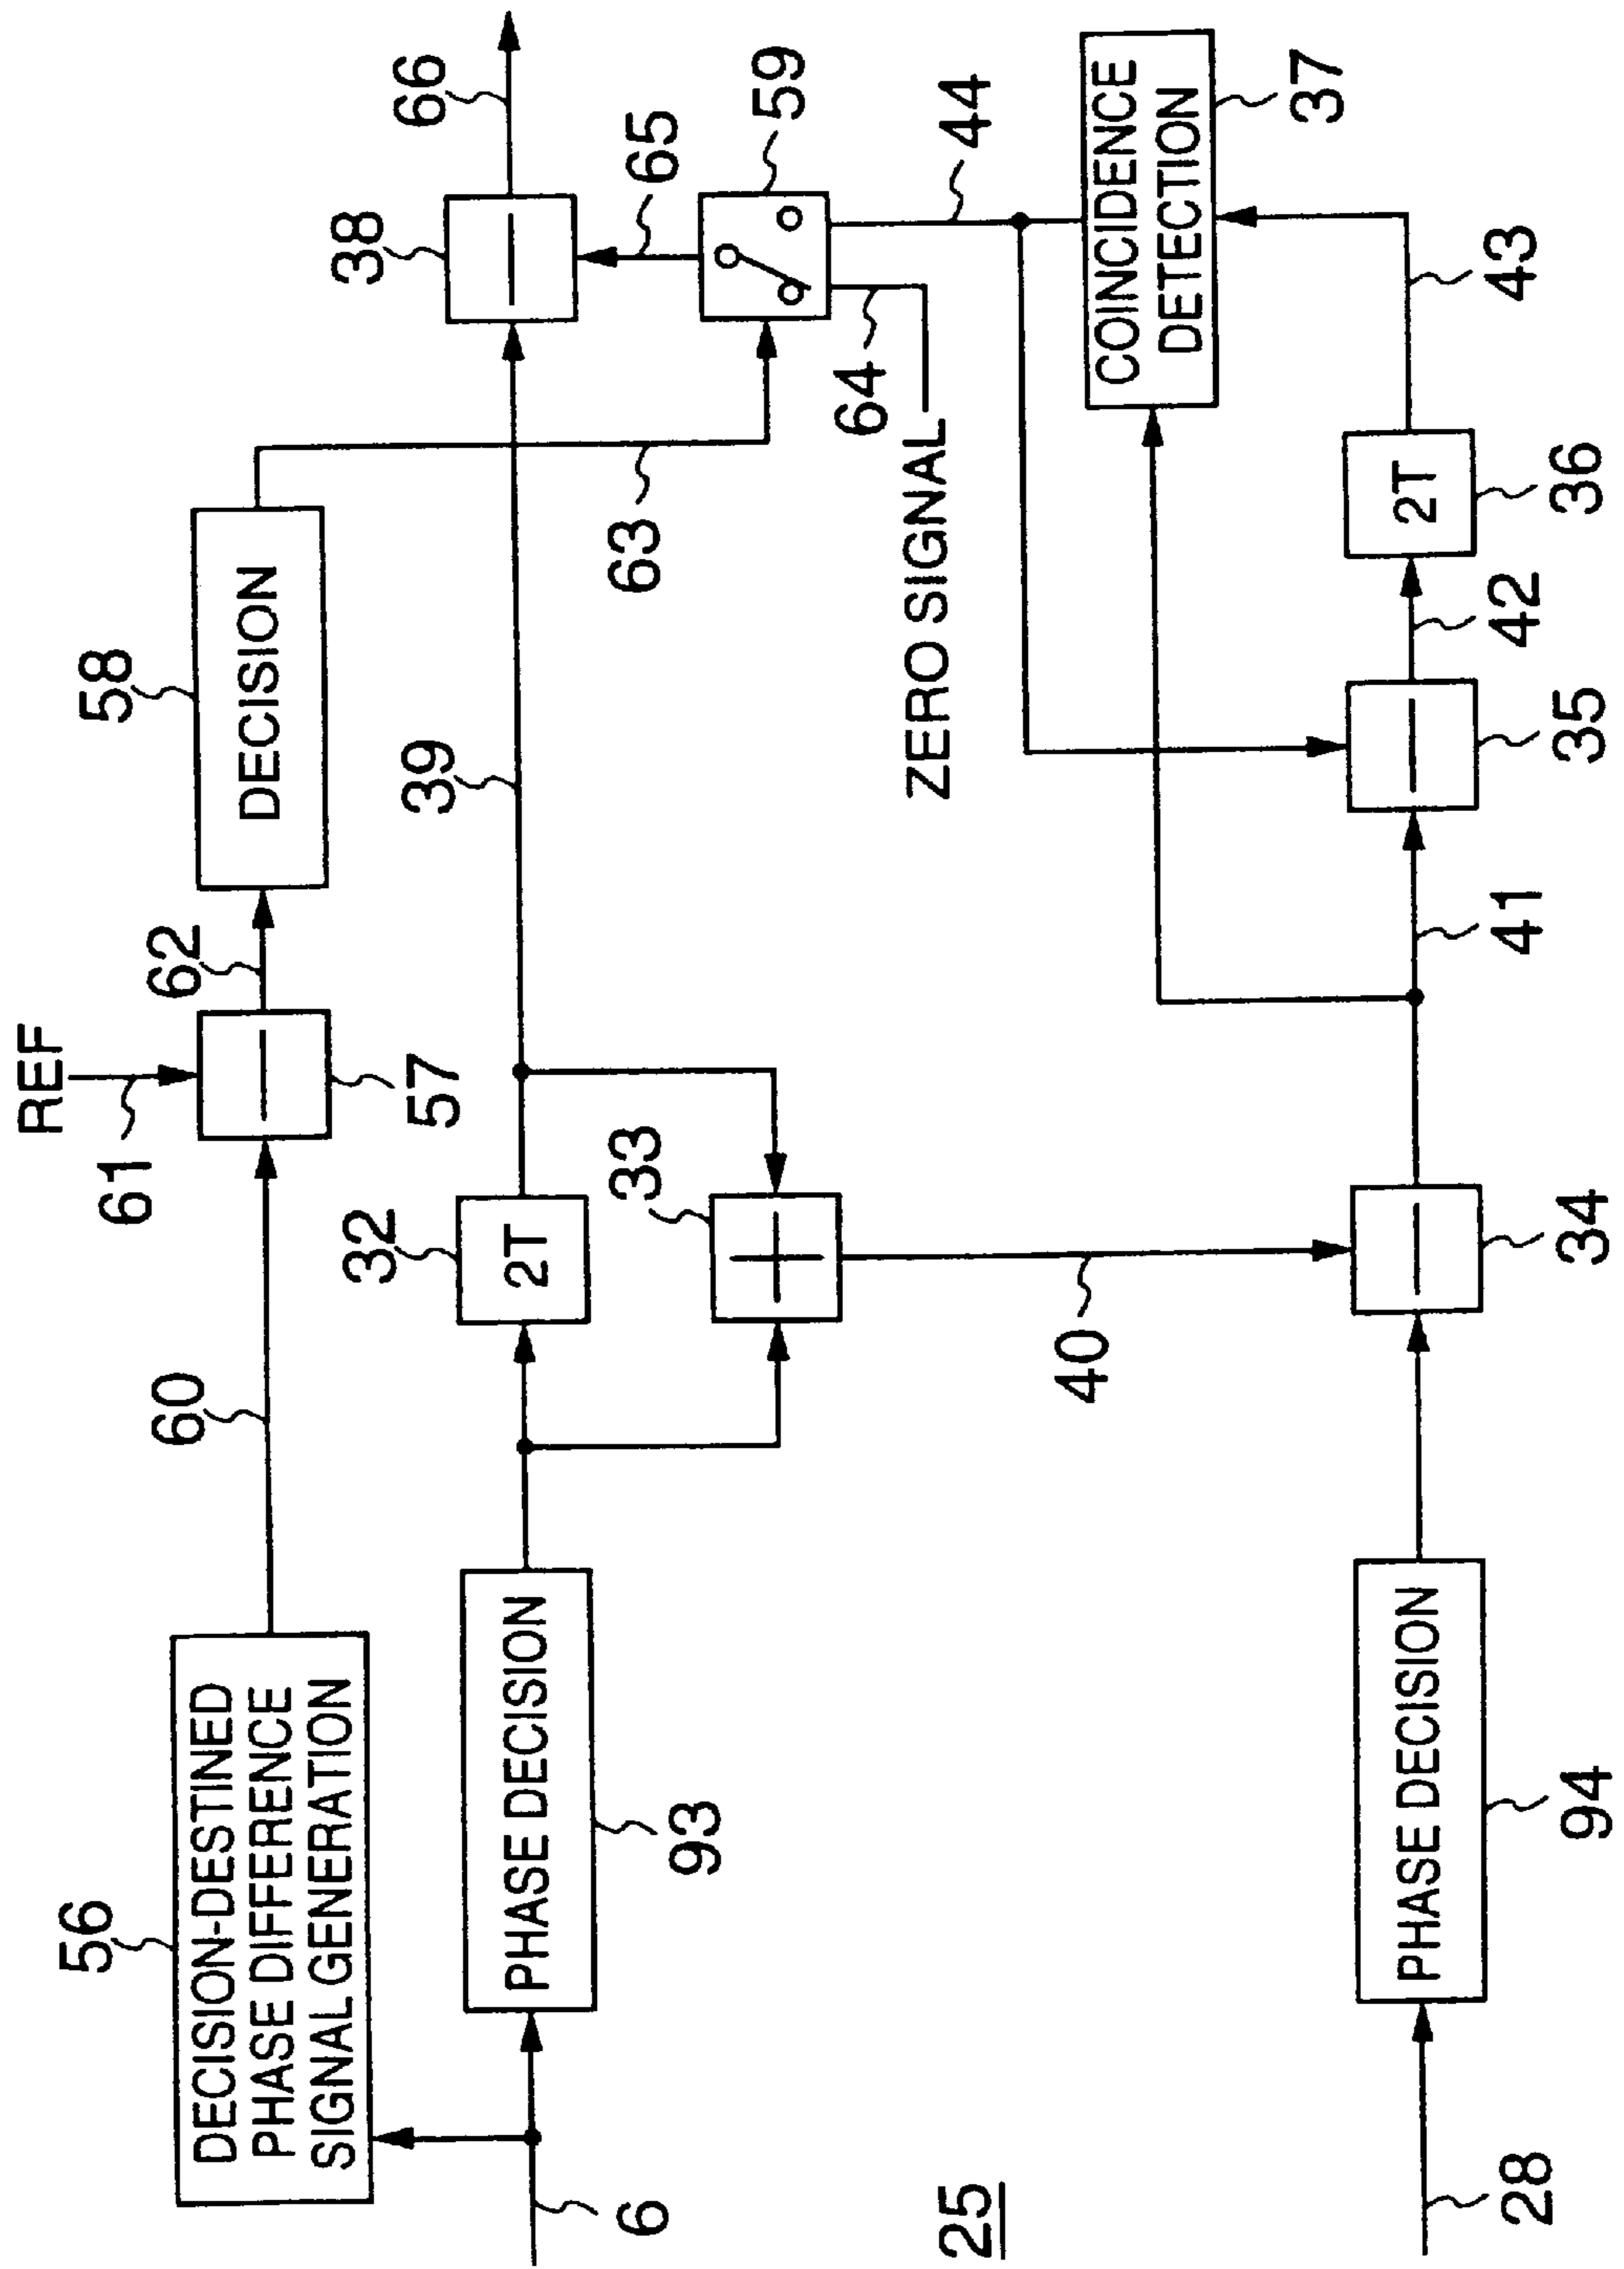 REF
61
56
DECISION-DESTINED
PHASE DIFFERENCE
SIGNAL GENERATION
60
62
57
58
DECISION
63
6
PHASE DECISION
93
32
2T
39
38
66
33
65
59
64
ZERO SIGNAL
44
40
COINCIDENCE
DETECTION
37
25
28
PHASE DECISION
94
34
41
35
42
2T
36
43